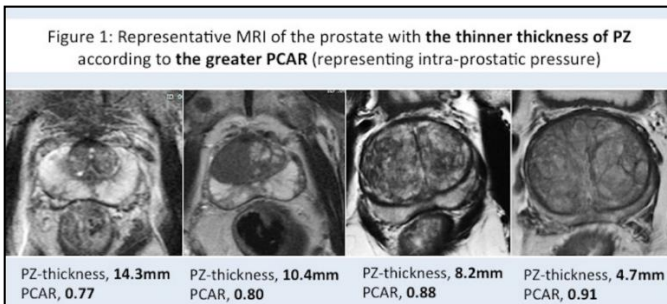 Figure 1: Representative MRI of the prostate with the thinner thickness of PZ
according to the greater PCAR (representing intra-prostatic pressure)
PZ-thickness, 14.3mm
PCAR, 0.77
PZ-thickness, 10.4mm
PCAR, 0.80
PZ-thickness, 8.2mm
PCAR, 0.88
PZ-thickness, 4.7mm
PCAR, 0.91